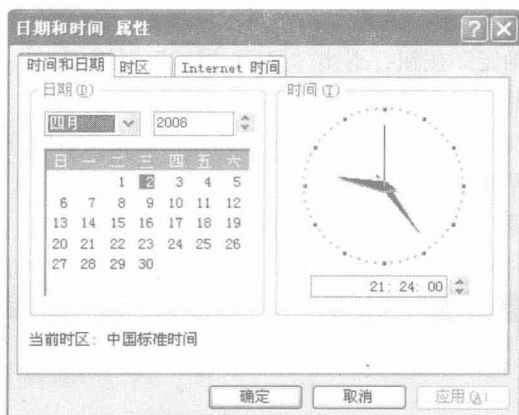 日期和时间 属性
时间和日期 时区 Internet 时间
日期(D) 时间(T)
四月 2008
日 一 二 三 四 五 六
1 2 3 4 5
6 7 8 9 10 11 12
13 14 15 16 17 18 19
20 21 22 23 24 25 26
27 28 29 30
21: 24: 00
当前时区: 中国标准时间
确定 取消 应用(A)